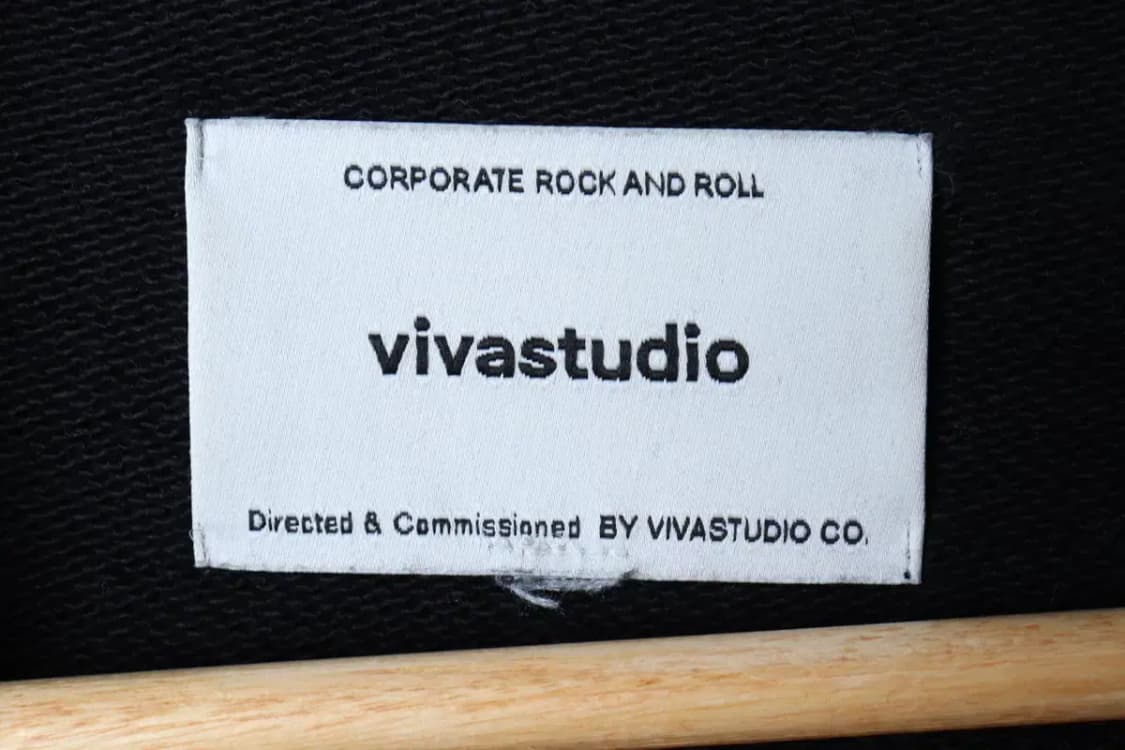 CORPORATE ROCK AND ROLL
vivastudio
Directed & Commissioned BY VIVASTUDIO CO.